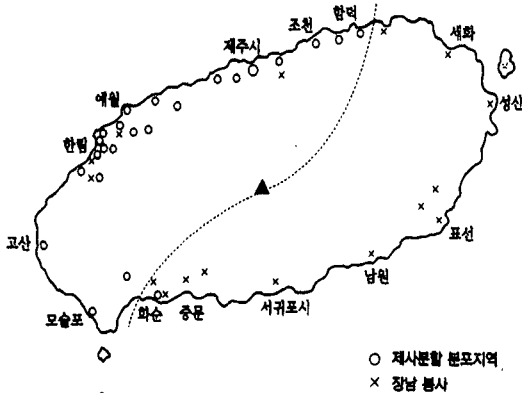 함덕
조천
세화
제주시
애월
성산
한림
표선
고산
남원
모슬포
화순
중문
서귀포시
○ 제사분할 분포지역
× 장남 봉사